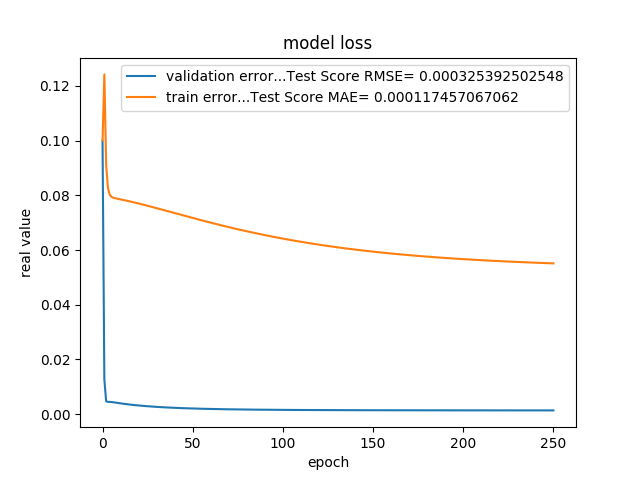 model loss
validation error...Test Score RMSE= 0.000325392502548
train error...Test Score MAE= 0.000117457067062
real value
0.12
0.10
0.08
0.06
0.04
0.02
0.00
0 50 100 150 200 250
epoch